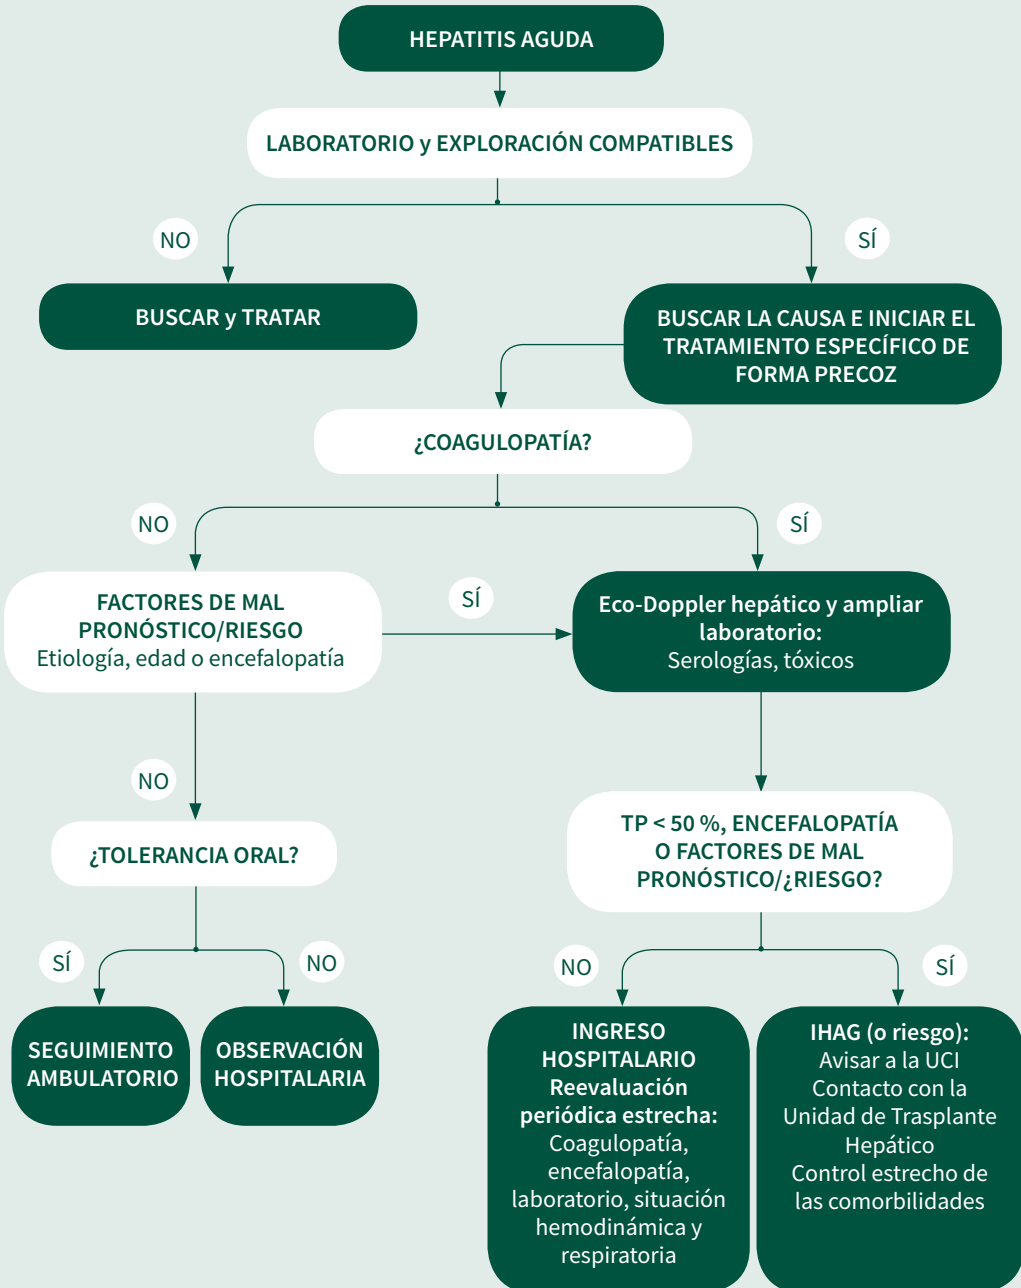 HEPATITIS AGUDA
LABORATORIO y EXPLORACIÓN COMPATIBLES
NO
SÍ
BUSCAR y TRATAR
BUSCAR LA CAUSA E INICIAR EL
TRATAMIENTO ESPECÍFICO DE
FORMA PRECOZ
¿COAGULOPATÍA?
NO
SÍ
FACTORES DE MAL
PRONÓSTICO/RIESGO
Etiología, edad o encefalopatía
SÍ
Eco-Doppler hepático y ampliar
laboratorio:
Serologías, tóxicos
NO
¿TOLERANCIA ORAL?
TP < 50 %, ENCEFALOPATÍA
O FACTORES DE MAL
PRONÓSTICO/¿RIESGO?
SÍ
NO
NO
SÍ
SEGUIMIENTO
AMBULATORIO
OBSERVACIÓN
HOSPITALARIA
INGRESO
HOSPITALARIO
Reevaluación
periódica estrecha:
Coagulopatía,
encefalopatía,
laboratorio, situación
hemodinámica y
respiratoria
IHAG (o riesgo):
Avisar a la UCI
Contacto con la
Unidad de Trasplante
Hepático
Control estrecho de
las comorbilidades